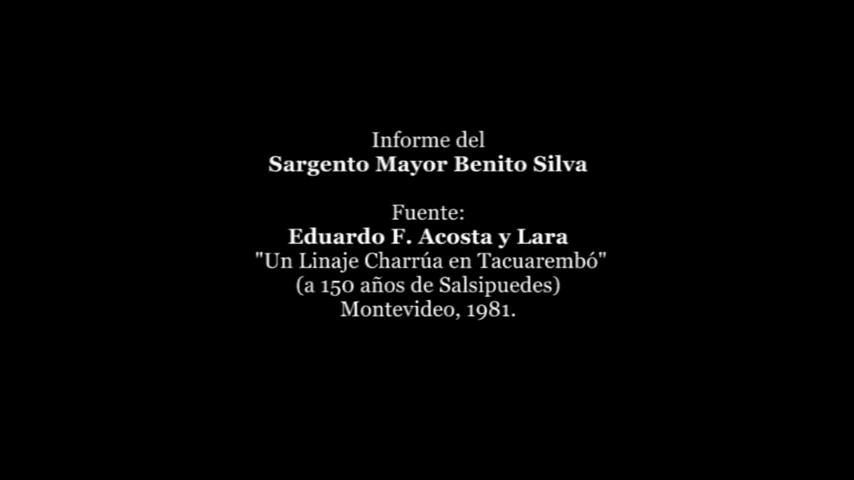 Informe del
Sargento Mayor Benito Silva
Fuente:
Eduardo F. Acosta y Lara
"Un Linaje Charrúa en Tacuarembó"
(a 150 años de Salsipuedes)
Montevideo, 1981.